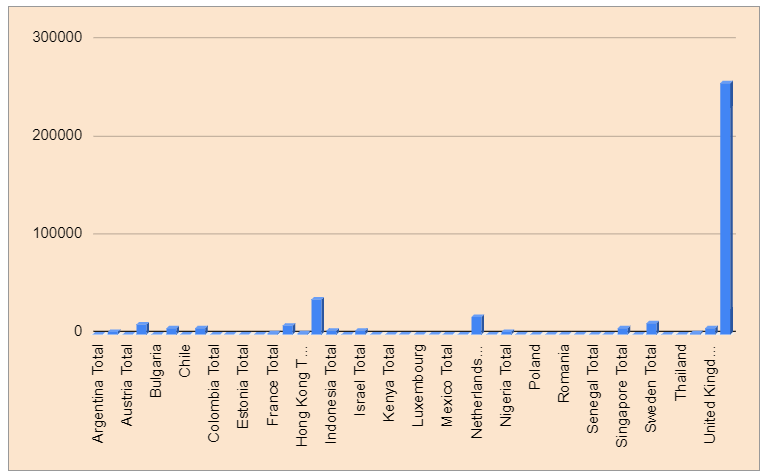 300000
200000
100000
0
Argentina Total
Austria Total
Bulgaria
Chile
Colombia Total
Estonia Total
France Total
Hong Kong T...
Indonesia Total
Israel Total
Kenya Total
Luxembourg
Mexico Total
Netherlands...
Nigeria Total
Poland
Romania
Senegal Total
Singapore Total
Sweden Total
Thailand
United Kingd...